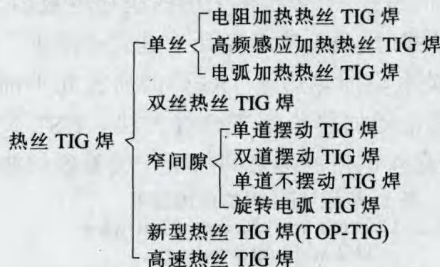 热丝 TIG 焊
单丝
电阻加热热丝 TIG 焊
高频感应加热热丝 TIG 焊
电弧加热热丝 TIG 焊
双丝热丝 TIG 焊
窄间隙
单道摆动 TIG 焊
双道摆动 TIG 焊
单道不摆动 TIG 焊
旋转电弧 TIG 焊
新型热丝 TIG 焊(TOP-TIG)
高速热丝 TIG 焊